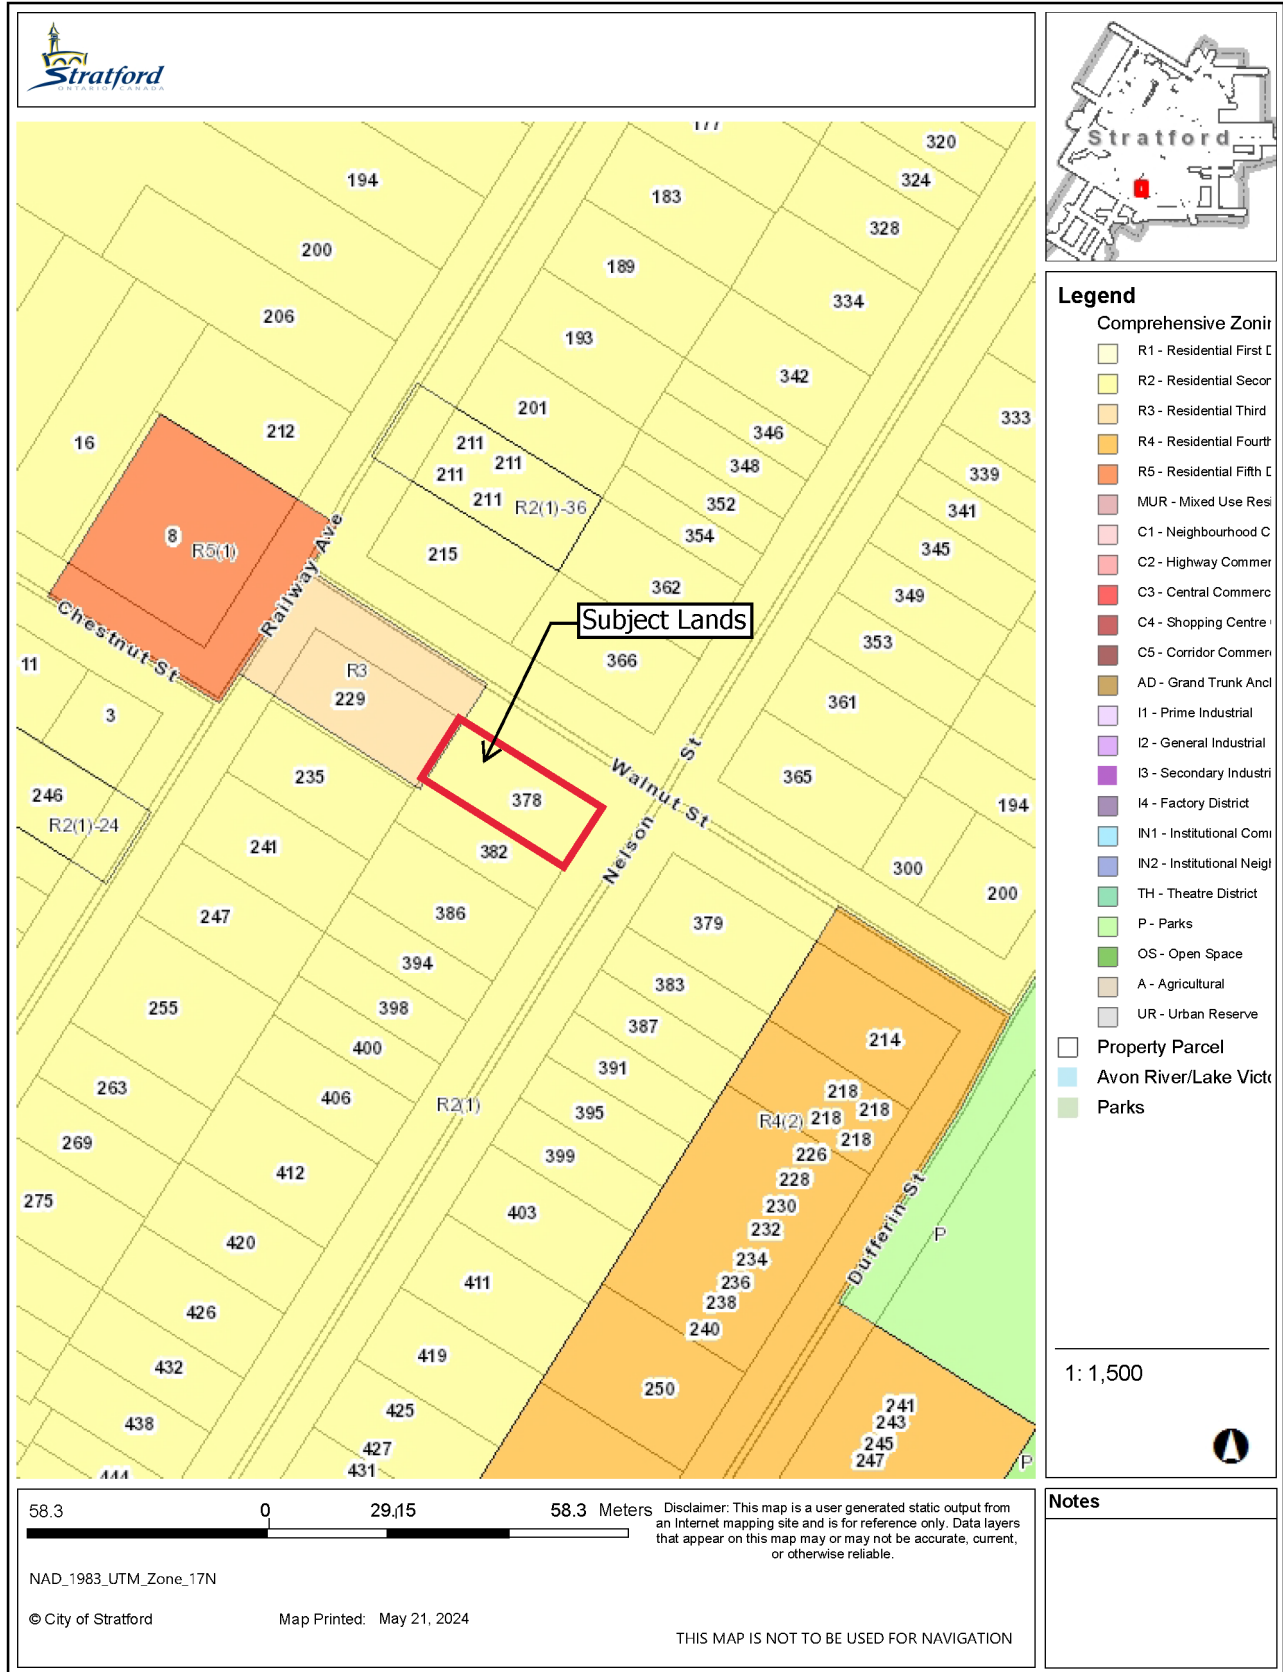 Stratford
ONTARIO CANADA
177
320
194
324
183
328
200
189
334
206
193
342
201
333
212
16
211
346
211
348
339
211
211
R2(1)-36
352
341
8
R5(1)
354
345
215
Railway Ave
362
349
Subject Lands
Chestnut St
353
366
11
R3
229
361
3
St
Walnut St
235
365
378
246
194
R2(1)-24
241
382
Nelson
300
200
247
386
379
394
383
255
398
387
214
400
391
263
406
R2(1)
218
218
395
R4(2)
218
269
218
399
226
412
228
275
403
230
232
Dufferin St
P
420
234
411
236
426
238
240
419
432
250
425
241
243
438
427
245
431
247
P
444
Stratford
Legend
Comprehensive Zonin
R1 - Residential First D
R2 - Residential Secon
R3 - Residential Third
R4 - Residential Fourth
R5 - Residential Fifth D
MUR - Mixed Use Resi
C1 - Neighbourhood C
C2 - Highway Commer
C3 - Central Commerc
C4 - Shopping Centre
C5 - Corridor Commer
AD - Grand Trunk Anch
I1 - Prime Industrial
I2 - General Industrial
I3 - Secondary Industri
I4 - Factory District
IN1 - Institutional Com
IN2 - Institutional Neigh
TH - Theatre District
P - Parks
OS - Open Space
A - Agricultural
UR - Urban Reserve
Property Parcel
Avon River/Lake Victo
Parks
1: 1,500
58.3 0 29.15 58.3 Meters
Disclaimer: This map is a user generated static output from
an Internet mapping site and is for reference only. Data layers
that appear on this map may or may not be accurate, current,
or otherwise reliable.
NAD_1983_UTM_Zone_17N
© City of Stratford Map Printed: May 21, 2024
THIS MAP IS NOT TO BE USED FOR NAVIGATION
Notes